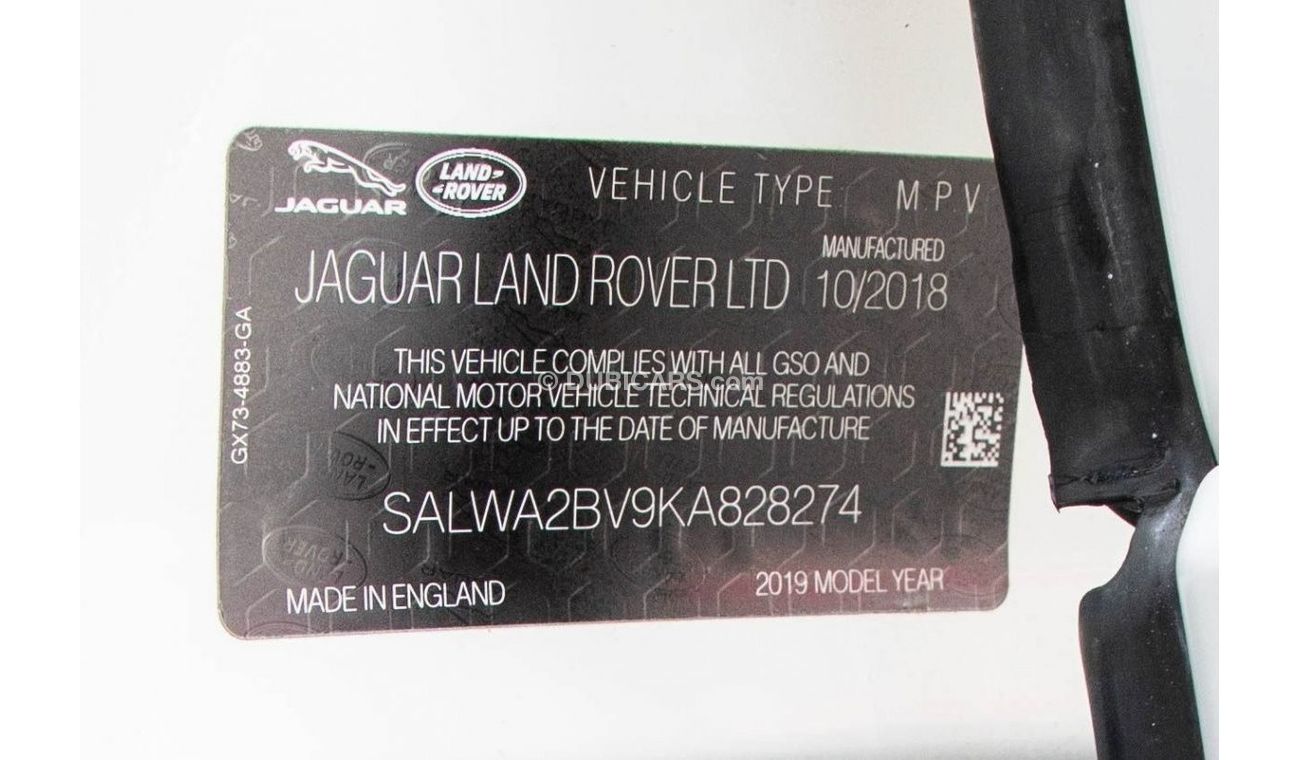 JAGUAR
LAND ROVER
VEHICLE TYPE: MPV
MANUFACTURED
JAGUAR LAND ROVER LTD 10/2018
THIS VEHICLE COMPLIES WITH ALL GSO AND
© DUBICARS.com
NATIONAL MOTOR VEHICLE TECHNICAL REGULATIONS
IN EFFECT UP TO THE DATE OF MANUFACTURE
SALWA2BV9KA828274
MADE IN ENGLAND 2019 MODEL YEAR
GX73-4883-GA